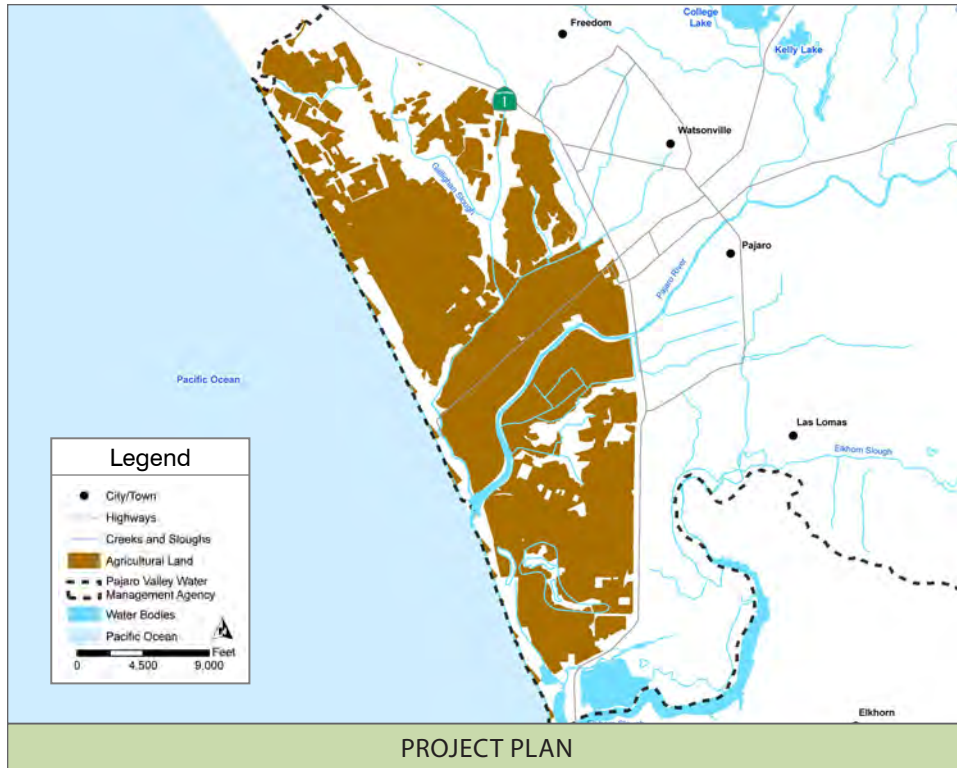 College
Lake
Freedom
Kelly Lake
1
Watsonville
Gallighan Slough
Pajaro
Pajaro River
Pacific Ocean
Las Lomas
Elkhorn Slough
Legend
City/Town
Highways
Creeks and Sloughs
Agricultural Land
Pajaro Valley Water
Management Agency
Water Bodies
Pacific Ocean
N
Feet
0 4,500 9,000
Elkhorn
PROJECT PLAN